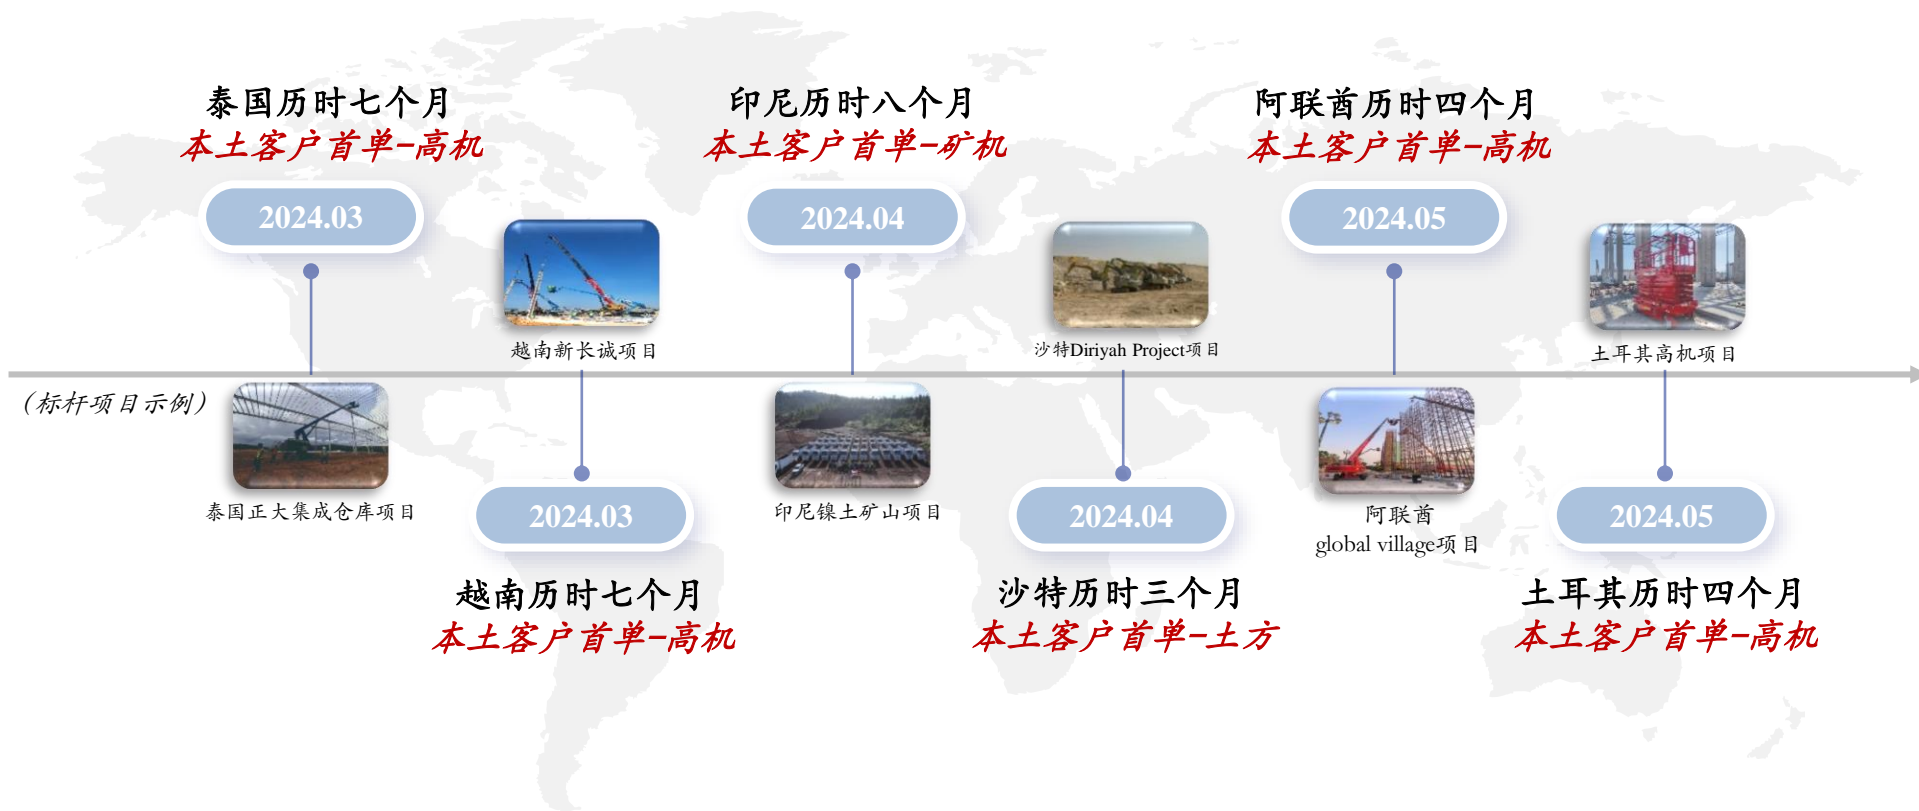 泰国历时七个月
本土客户首单-高机
2024.03
泰国正大集成仓库项目
越南新长诚项目
2024.03
越南历时七个月
本土客户首单-高机
印尼历时八个月
本土客户首单-矿机
2024.04
印尼镍土矿山项目
沙特Diriyah Project项目
2024.04
沙特历时三个月
本土客户首单-土方
阿联酋历时四个月
本土客户首单-高机
2024.05
阿联酋
global village项目
土耳其高机项目
2024.05
土耳其历时四个月
本土客户首单-高机
（标杆项目示例）